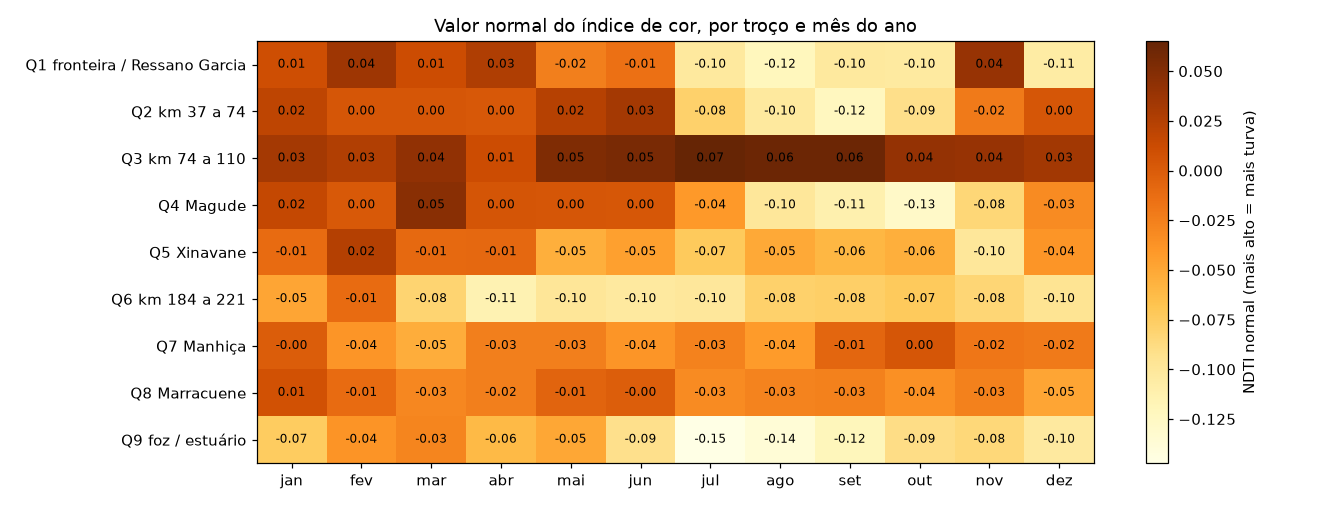 Valor normal do índice de cor, por troço e mês do ano
Q1 fronteira / Ressano Garcia 0.01 0.04 0.01 0.03 -0.02 -0.01 -0.10 -0.12 -0.10 -0.10 0.04 -0.11
Q2 km 37 a 74 0.02 0.00 0.00 0.00 0.02 0.03 -0.08 -0.10 -0.12 -0.09 -0.02 0.00
Q3 km 74 a 110 0.03 0.03 0.04 0.01 0.05 0.05 0.07 0.06 0.06 0.04 0.04 0.03
Q4 Magude 0.02 0.00 0.05 0.00 0.00 0.00 -0.04 -0.10 -0.11 -0.13 -0.08 -0.03
Q5 Xinavane -0.01 0.02 -0.01 -0.01 -0.05 -0.05 -0.07 -0.05 -0.06 -0.06 -0.10 -0.04
Q6 km 184 a 221 -0.05 -0.01 -0.08 -0.11 -0.10 -0.10 -0.10 -0.08 -0.08 -0.07 -0.08 -0.10
Q7 Manhiça -0.00 -0.04 -0.05 -0.03 -0.03 -0.04 -0.03 -0.04 -0.01 0.00 -0.02 -0.02
Q8 Marracuene 0.01 -0.01 -0.03 -0.02 -0.01 -0.00 -0.03 -0.03 -0.03 -0.04 -0.03 -0.05
Q9 foz / estuário -0.07 -0.04 -0.03 -0.06 -0.05 -0.09 -0.15 -0.14 -0.12 -0.09 -0.08 -0.10
jan fev mar abr mai jun jul ago set out nov dez
0.050
0.025
0.000
−0.025
−0.050
−0.075
−0.100
−0.125
NDTI normal (mais alto = mais turva)